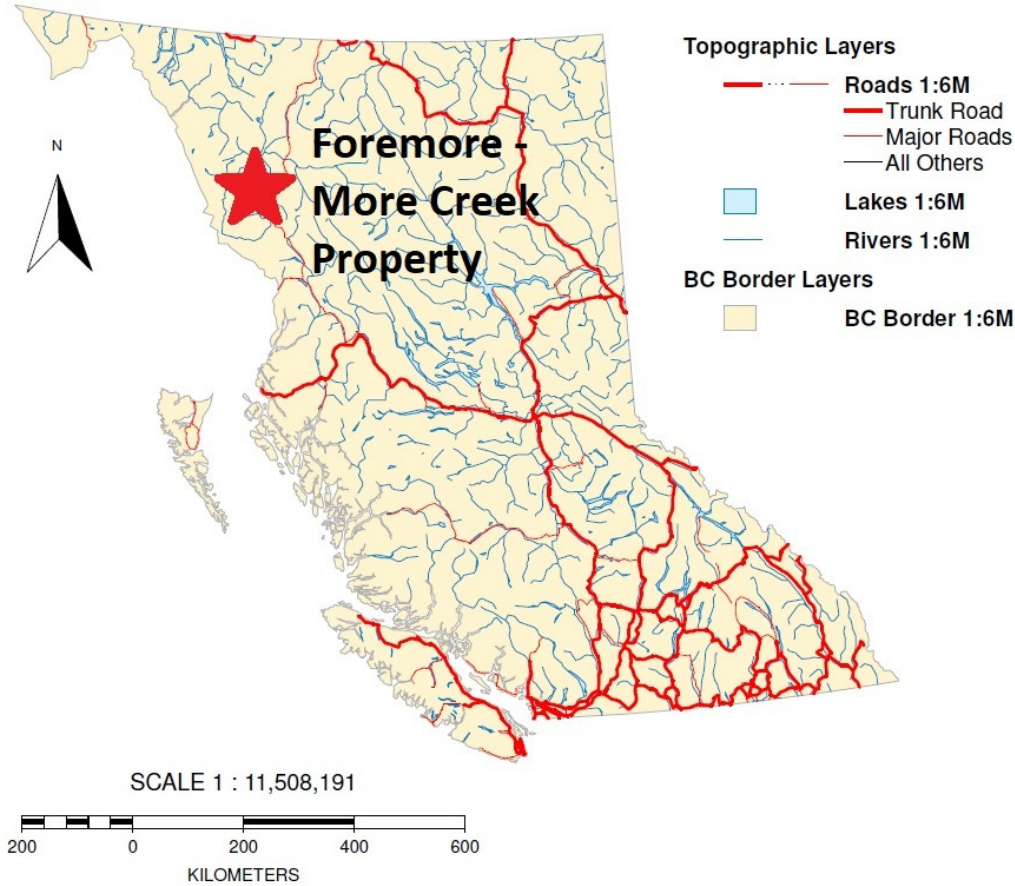 Topographic Layers
Roads 1:6M
Trunk Road
Major Roads
All Others
Lakes 1:6M
Rivers 1:6M
BC Border Layers
BC Border 1:6M
N
Foremore -
More Creek
Property
SCALE 1 : 11,508,191
200 0 200 400 600
KILOMETERS